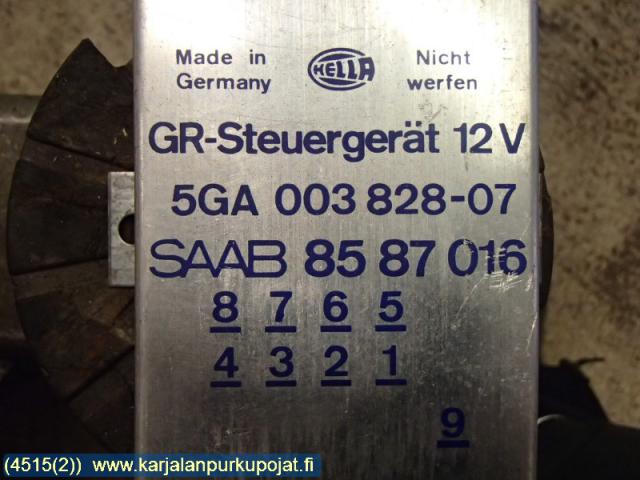 Made in Germany
HELLA
Nicht werfen
GR-Steuergerät 12V
5GA 003 828-07
SAAB 85 87 016
8 7 6 5
4 3 2 1
9
(4515(2)) www.karjalanpurkupojat.fi